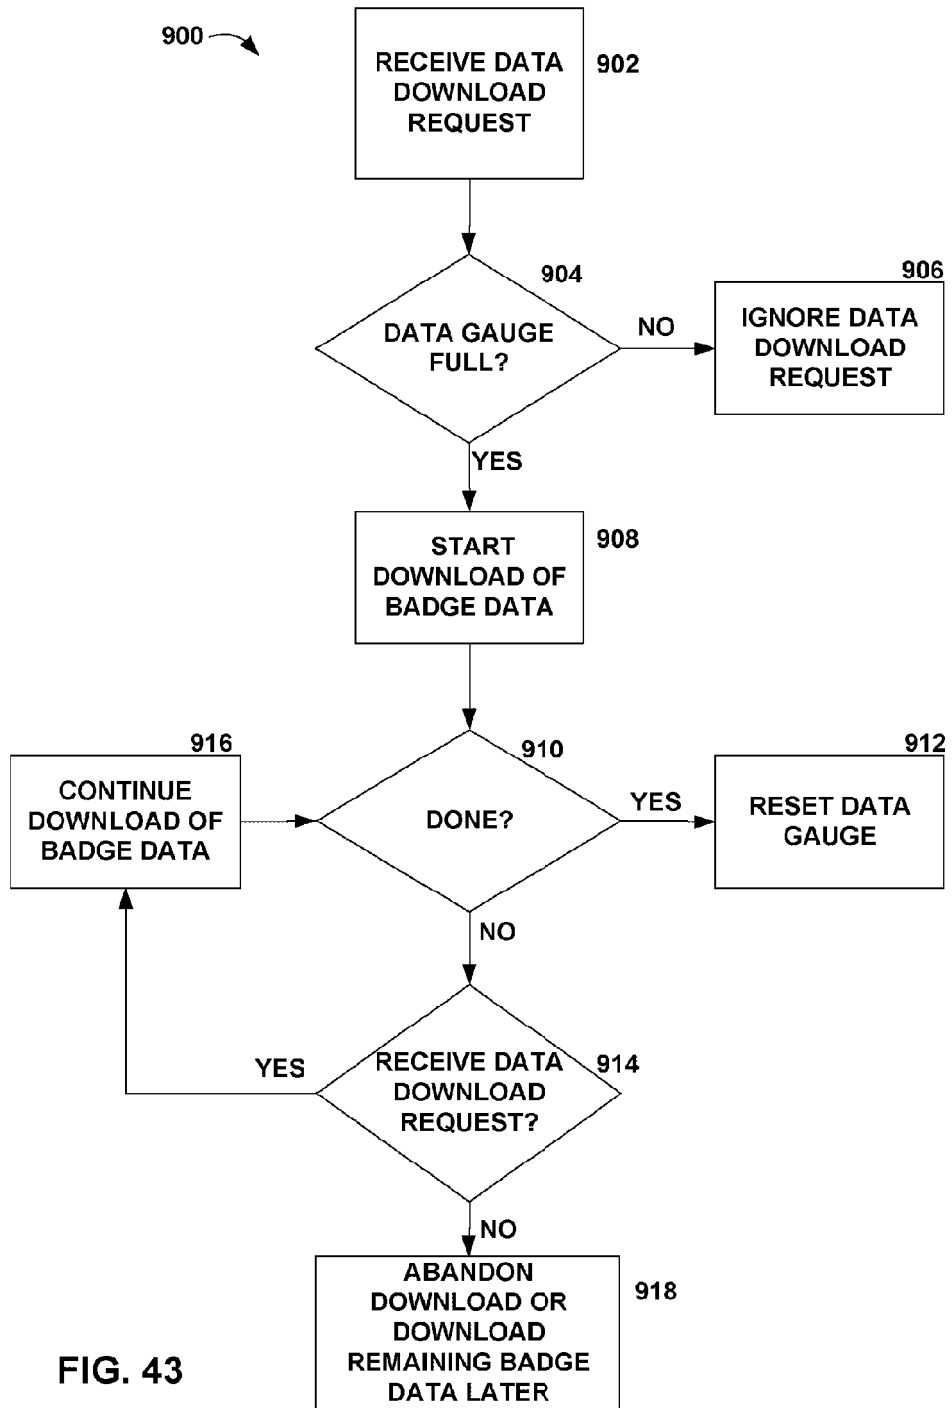 900
RECEIVE DATA
DOWNLOAD
REQUEST
902
904
DATA GAUGE
FULL?
NO
906
IGNORE DATA
DOWNLOAD
REQUEST
YES
START
DOWNLOAD OF
BADGE DATA
908
916
CONTINUE
DOWNLOAD OF
BADGE DATA
910
DONE?
YES
912
RESET DATA
GAUGE
NO
YES
RECEIVE DATA
DOWNLOAD
REQUEST?
914
NO
ABANDON
DOWNLOAD OR
DOWNLOAD
REMAINING BADGE
DATA LATER
918
FIG. 43